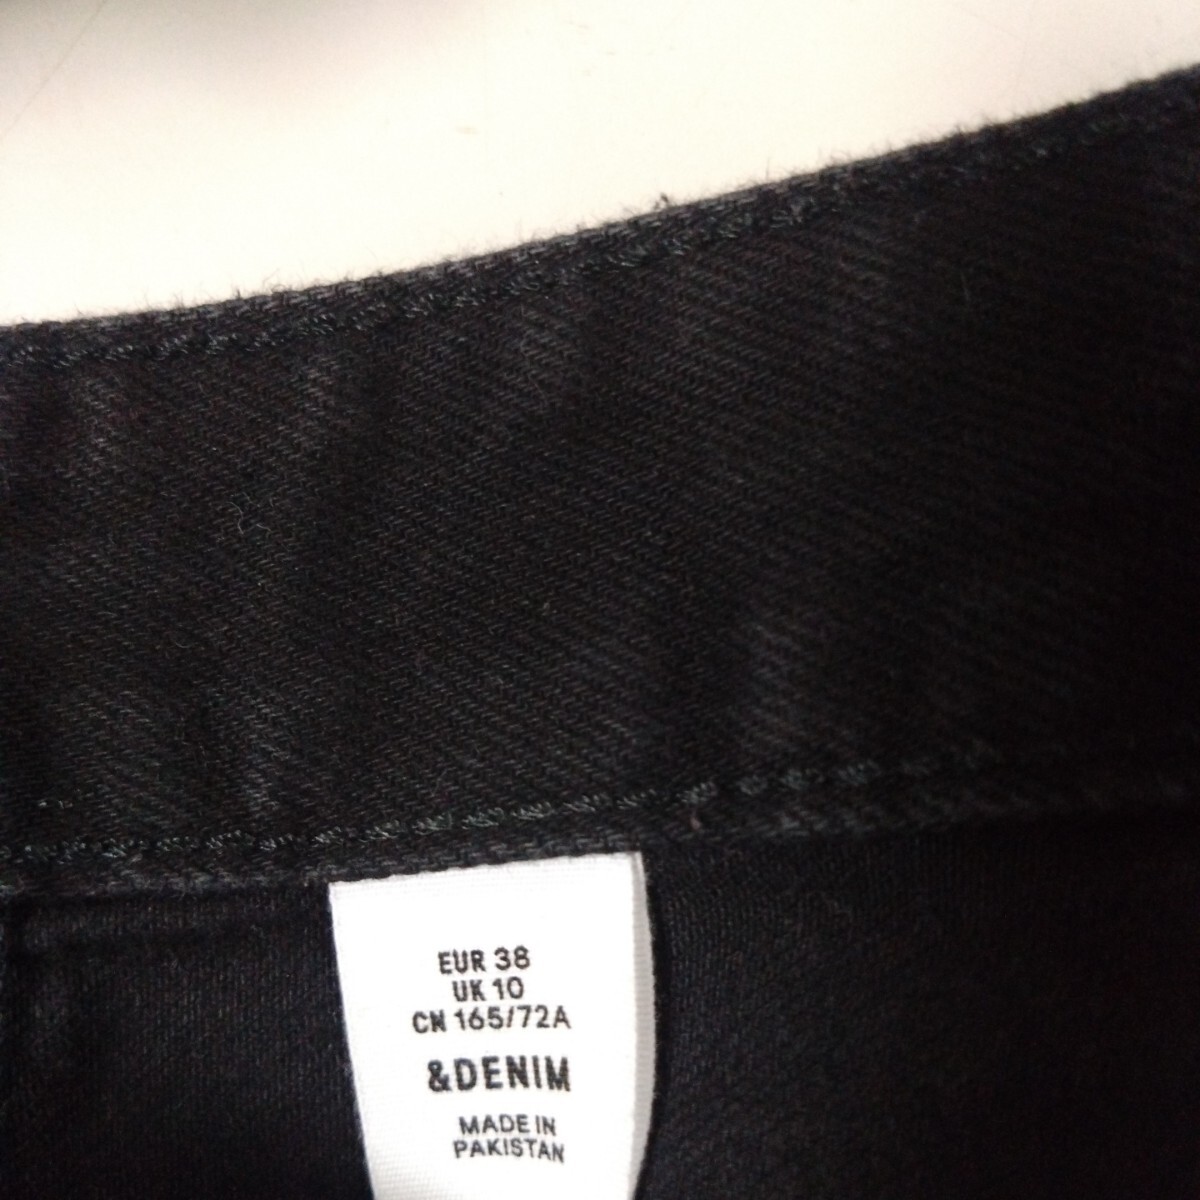 EUR 38
UK 10
CN 165/72A
&DENIM
MADE IN
PAKISTAN